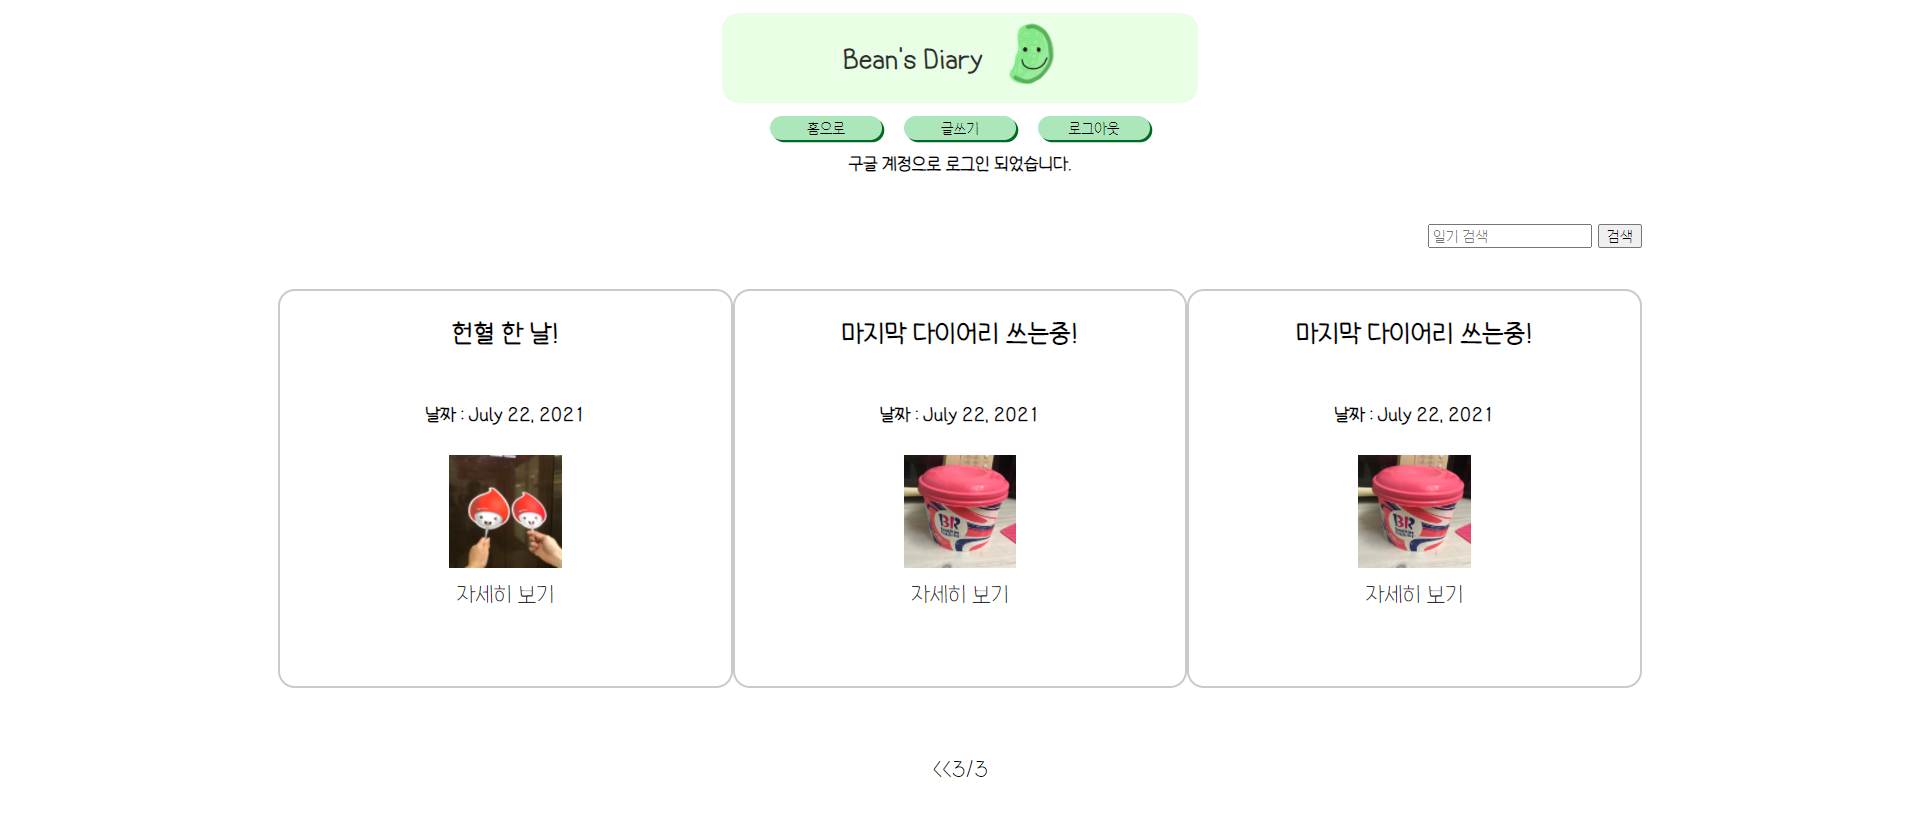 Bean's Diary
홈으로 글쓰기 로그아웃
구글 계정으로 로그인 되었습니다.
일기 검색 검색
헌혈 한 날!
날짜 : July 22, 2021
자세히 보기
마지막 다이어리 쓰는중!
날짜 : July 22, 2021
BR
자세히 보기
마지막 다이어리 쓰는중!
날짜 : July 22, 2021
BR
자세히 보기
<<3/3